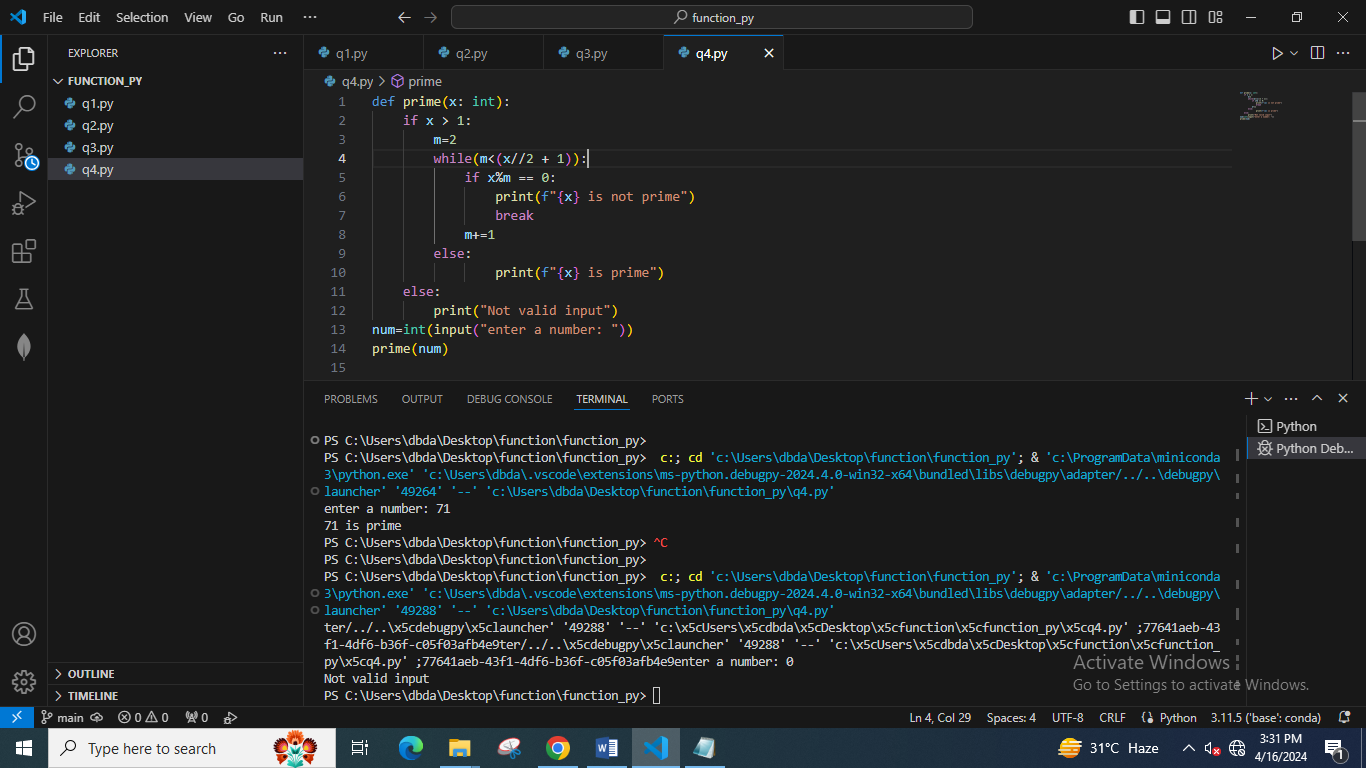 File Edit Selection View Go Run ··· function_py
EXPLORER ···
FUNCTION_PY
q1.py
q2.py
q3.py
q4.py
OUTLINE
TIMELINE
q1.py q2.py q3.py q4.py
q4.py > prime
1 def prime(x: int):
2 if x > 1:
3 m=2
4 while(m<(x//2 + 1)):
5 if x%m == 0:
6 print(f"{x} is not prime")
7 break
8 m+=1
9 else:
10 print(f"{x} is prime")
11 else:
12 print("Not valid input")
13 num=int(input("enter a number: "))
14 prime(num)
15
PROBLEMS OUTPUT DEBUG CONSOLE TERMINAL PORTS
Python
Python Deb...
PS C:\Users\dbda\Desktop\function\function_py>
PS C:\Users\dbda\Desktop\function\function_py> c:; cd 'c:\Users\dbda\Desktop\function\function_py'; & 'c:\ProgramData\miniconda
3\python.exe' 'c:\Users\dbda\.vscode\extensions\ms-python.debugpy-2024.4.0-win32-x64\bundled\libs\debugpy\adapter/../..\debugpy\
launcher' '49264' '--' 'c:\Users\dbda\Desktop\function\function_py\q4.py'
enter a number: 71
71 is prime
PS C:\Users\dbda\Desktop\function\function_py> ^C
PS C:\Users\dbda\Desktop\function\function_py>
PS C:\Users\dbda\Desktop\function\function_py> c:; cd 'c:\Users\dbda\Desktop\function\function_py'; & 'c:\ProgramData\miniconda
3\python.exe' 'c:\Users\dbda\.vscode\extensions\ms-python.debugpy-2024.4.0-win32-x64\bundled\libs\debugpy\adapter/../..\debugpy\
launcher' '49288' '--' 'c:\Users\dbda\Desktop\function\function_py\q4.py'
ter/../..\x5cdebugpy\x5clauncher' '49288' '--' 'c:\x5cUsers\x5cdbda\x5cDesktop\x5cfunction\x5cfunction_py\x5cq4.py' ;77641aeb-43
f1-4df6-b36f-c05f03afb4e9ter/../..\x5cdebugpy\x5clauncher' '49288' '--' 'c:\x5cUsers\x5cdbda\x5cDesktop\x5cfunction\x5cfunction_
py\x5cq4.py' ;77641aeb-43f1-4df6-b36f-c05f03afb4e9enter a number: 0
Not valid input
PS C:\Users\dbda\Desktop\function\function_py>
Activate Windows
Go to Settings to activate Windows.
main 0 0 0 Ln 4, Col 29 Spaces: 4 UTF-8 CRLF Python 3.11.5 ('base': conda)
Type here to search 31°C Haze 3:31 PM
4/16/2024 1